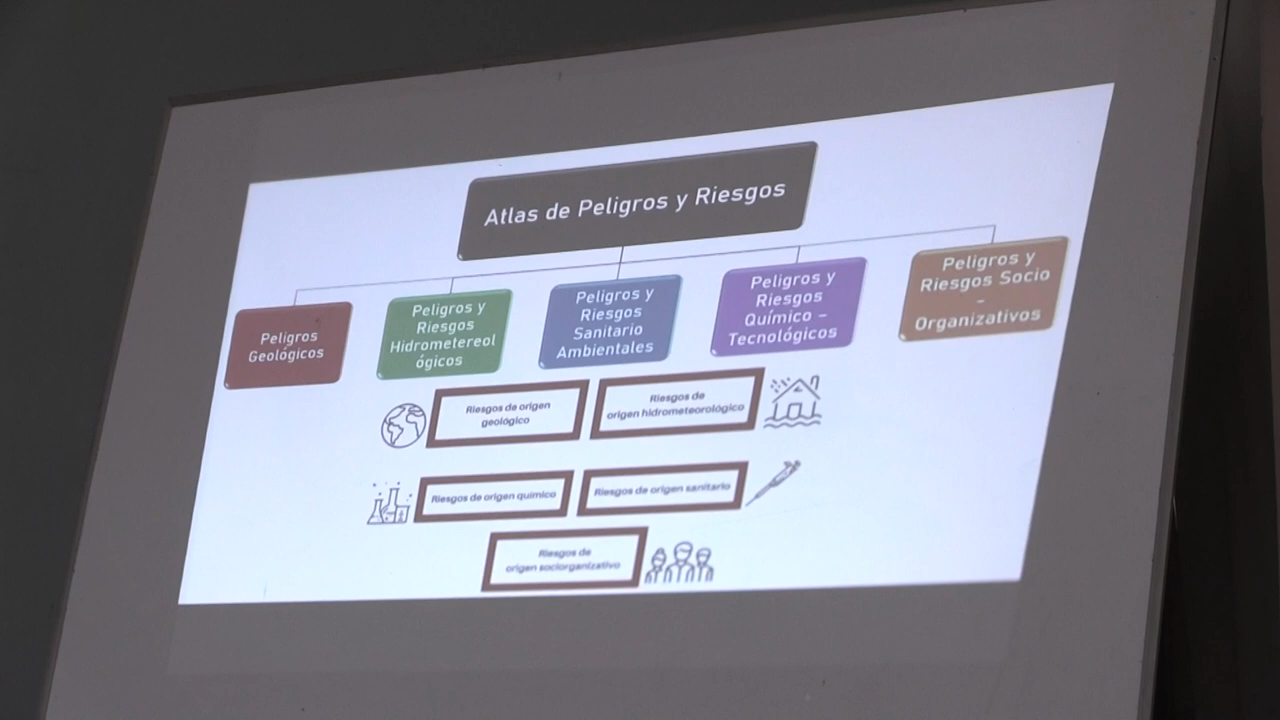 Atlas de Peligros y Riesgos
Peligros
Geológicos
Peligros y
Riesgos
Hidrometereol
ógicos
Peligros y
Riesgos
Sanitario
Ambientales
Peligros y
Riesgos
Químico –
Tecnológicos
Peligros y
Riesgos Socio
–
Organizativos
Riesgos de origen
geológico
Riesgos de
origen hidrometeorológico
Riesgos de origen químico
Riesgos de origen sanitario
Riesgos de
origen sociorganizativo